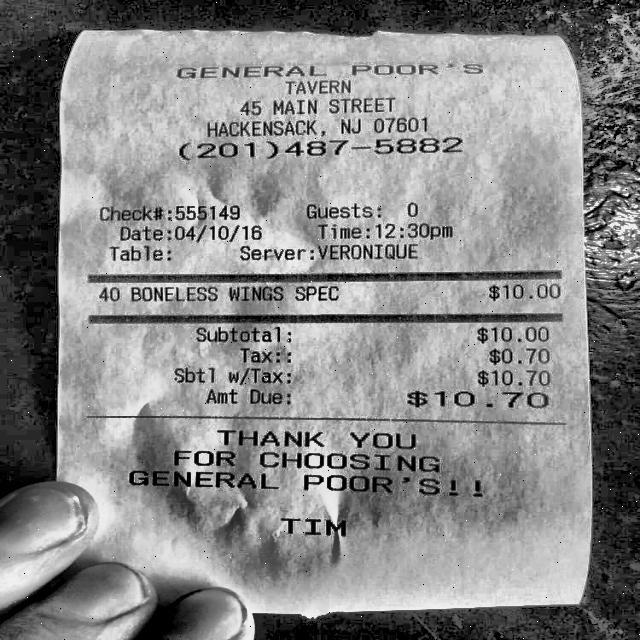 GENERAL POOR'S
TAVERN
45 MAIN STREET
HACKENSACK, NJ 07601
(201)487-5882
Check#:555149 Guests: 0
Date:04/10/16 Time:12:30pm
Table: Server:VERONIQUE
40 BONELESS WINGS SPEC $10.00
Subtotal: $10.00
Tax:: $0.70
Sbtl w/Tax: $10.70
Amt Due: $10.70
THANK YOU
FOR CHOOSING
GENERAL POOR'S!!
TIM